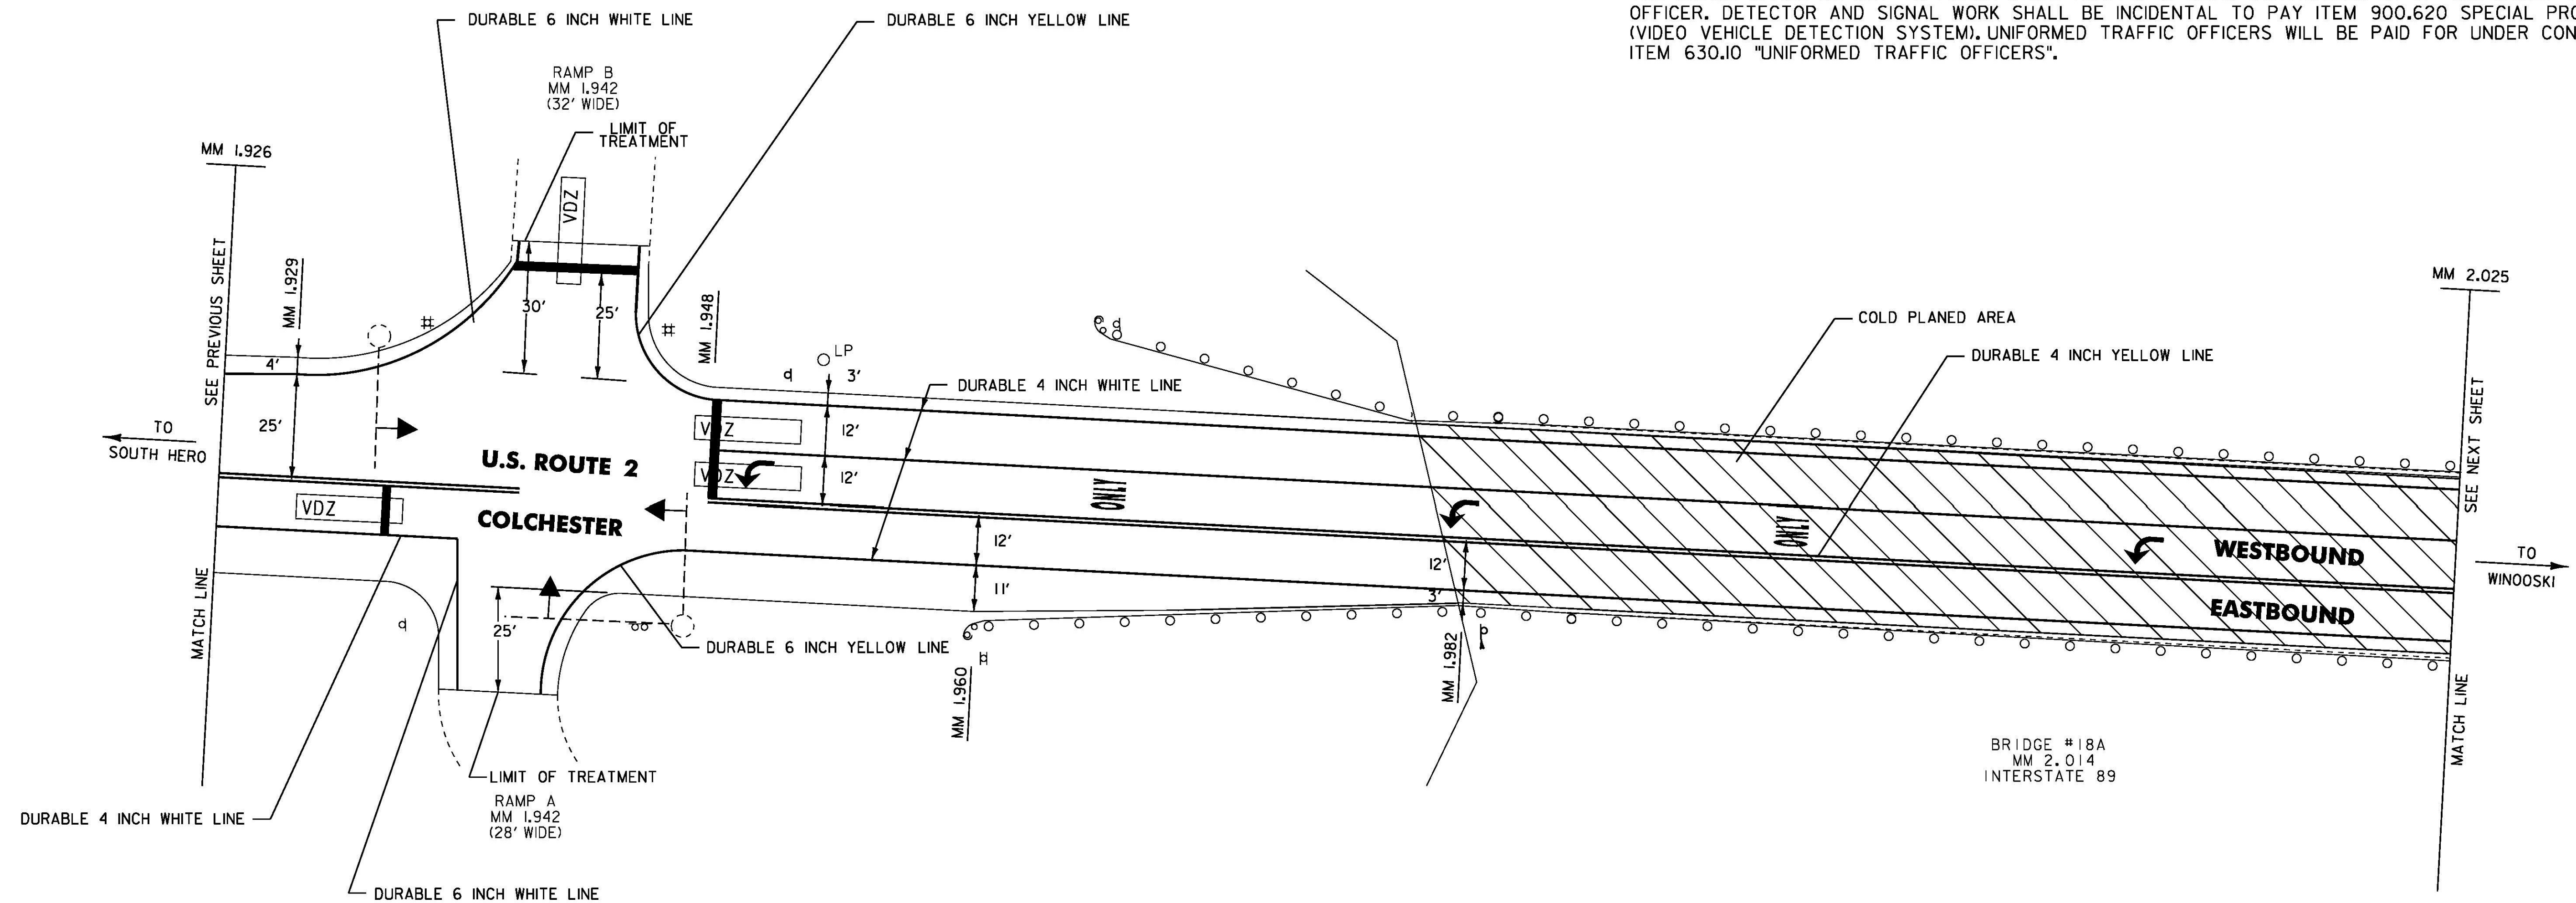 OFFICER. DETECTOR AND SIGNAL WORK SHALL BE INCIDENTAL TO PAY ITEM 900.620 SPECIAL PRO
(VIDEO VEHICLE DETECTION SYSTEM). UNIFORMED TRAFFIC OFFICERS WILL BE PAID FOR UNDER CON
ITEM 630.10 "UNIFORMED TRAFFIC OFFICERS".
DURABLE 6 INCH WHITE LINE
DURABLE 6 INCH YELLOW LINE
RAMP B
MM 1.942
(32' WIDE)
LIMIT OF
TREATMENT
MM 1.926
SEE PREVIOUS SHEET
MM 1.929
VDZ
30'
25'
MM 1.948
4'
25'
TO
SOUTH HERO
LP
3'
DURABLE 4 INCH WHITE LINE
COLD PLANED AREA
DURABLE 4 INCH YELLOW LINE
MM 2.025
SEE NEXT SHEET
U.S. ROUTE 2
COLCHESTER
VDZ
VDZ
VDZ
12'
12'
ONLY
ONLY
12'
11'
12'
3'
WESTBOUND
EASTBOUND
TO
WINOOSKI
MATCH LINE
25'
DURABLE 6 INCH YELLOW LINE
MM 1.960
MM 1.982
MATCH LINE
BRIDGE #18A
MM 2.014
INTERSTATE 89
LIMIT OF TREATMENT
RAMP A
MM 1.942
(28' WIDE)
DURABLE 4 INCH WHITE LINE
DURABLE 6 INCH WHITE LINE